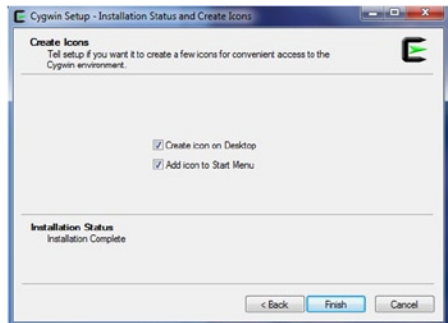 Cygwin Setup - Installation Status and Create Icons
Create Icons
Tell setup if you want it to create a few icons for convenient access to the
Cygwin environment.
Create icon on Desktop
Add icon to Start Menu
Installation Status
Installation Complete
< Back
Finish
Cancel